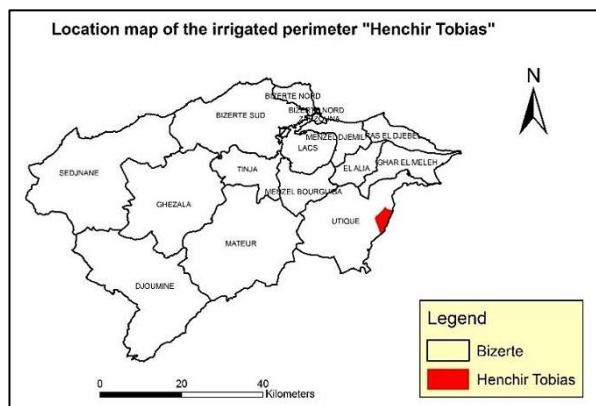 Location map of the irrigated perimeter "Henchir Tobias"
N
BIZERTE NORD
BIZERTE NORD
ZARZOUNA
BIZERTE SUD
MENZEL DJEMIL
RAS EL DJEBEL
LACS
SEDJNANE
TINJA
EL ALIA
GHAR EL MELEH
GHEZALA
MENZEL BOURGUIBA
UTIQUE
MATEUR
DJOUMINE
Legend
Bizerte
Henchir Tobias
0 20 40
Kilometers